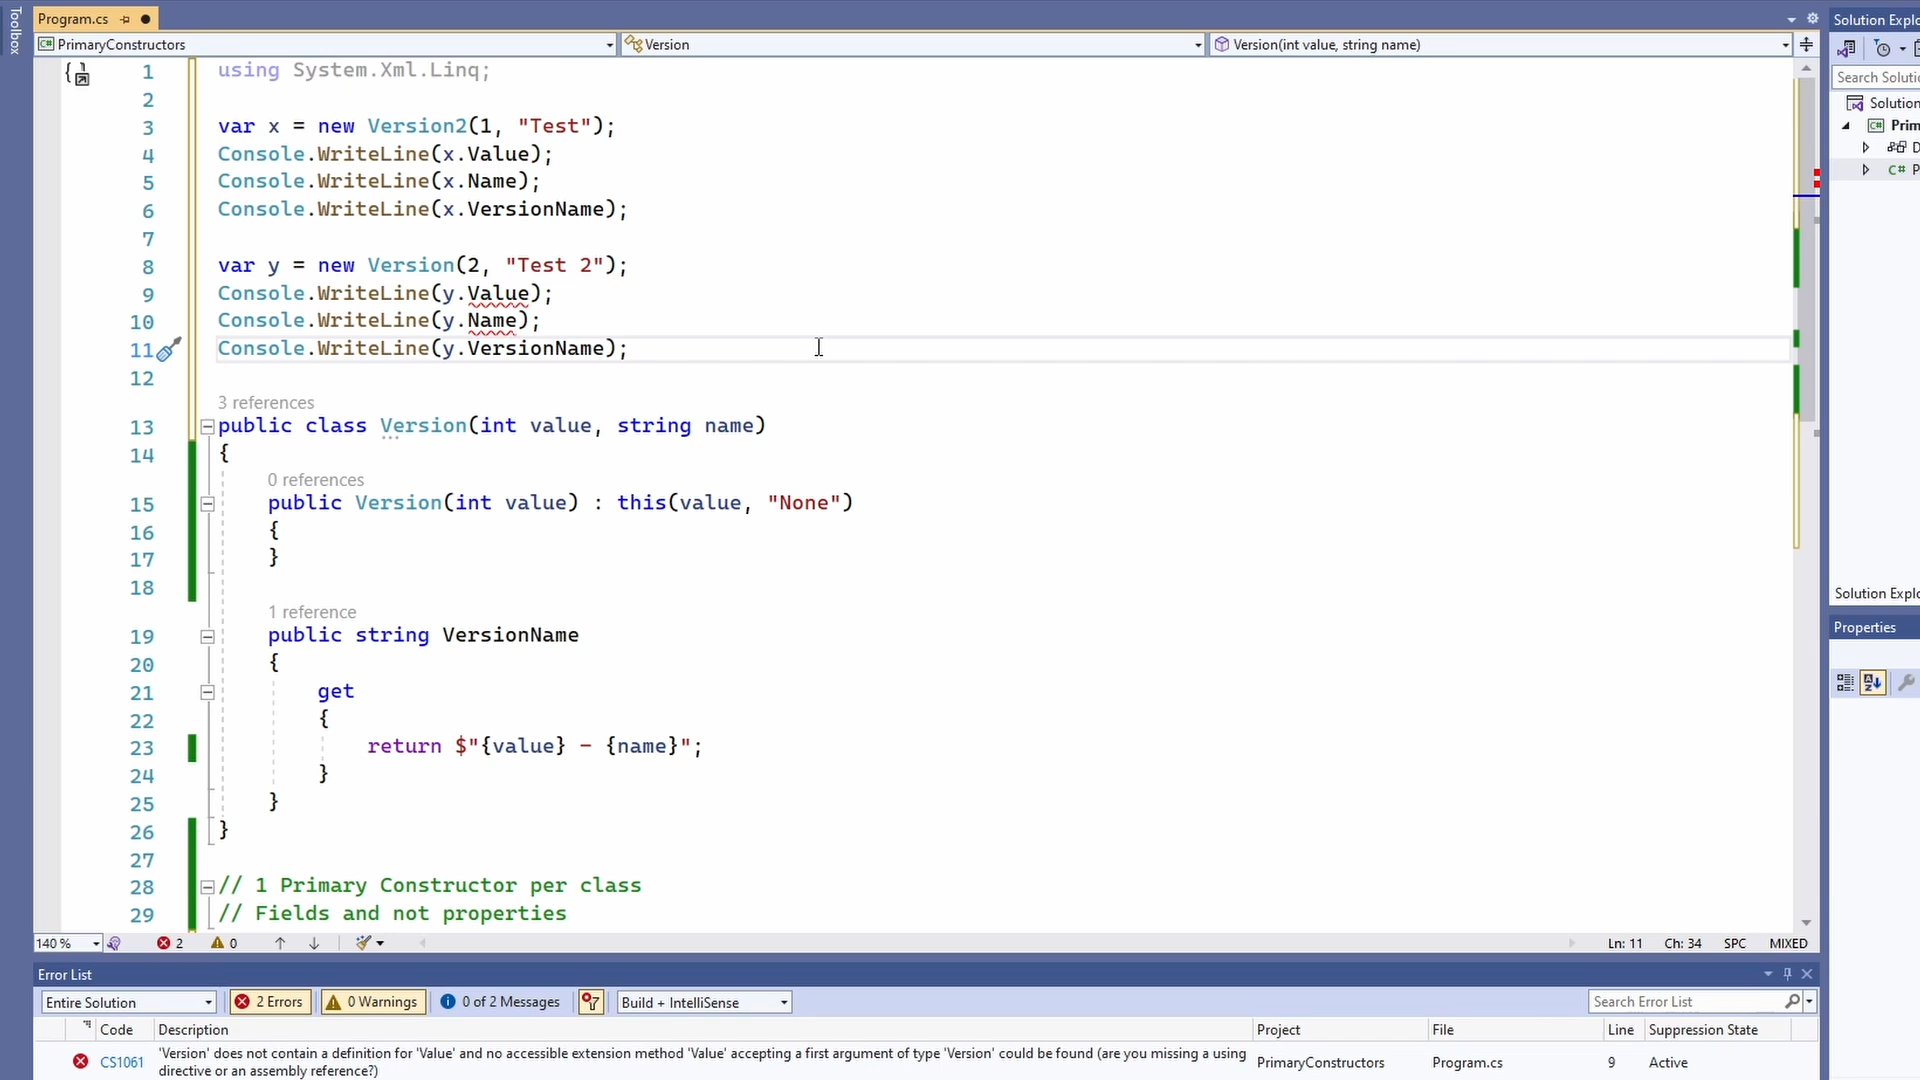 Toolbox
Program.cs
Solution Explo
C# PrimaryConstructors
Version
Version(int value, string name)
Search Solutio
Solution
C# Prim
D
C# P
1 using System.Xml.Linq;
2
3 var x = new Version2(1, "Test");
4 Console.WriteLine(x.Value);
5 Console.WriteLine(x.Name);
6 Console.WriteLine(x.VersionName);
7
8 var y = new Version(2, "Test 2");
9 Console.WriteLine(y.Value);
10 Console.WriteLine(y.Name);
11 Console.WriteLine(y.VersionName);
12
3 references
13 public class Version(int value, string name)
14 {
0 references
15 public Version(int value) : this(value, "None")
16 {
17 }
18
1 reference
19 public string VersionName
20 {
21 get
22 {
23 return $"{value} - {name}";
24 }
25 }
26 }
27
28 // 1 Primary Constructor per class
29 // Fields and not properties
Solution Explo
Properties
140 %
2
0
Ln: 11 Ch: 34 SPC MIXED
Error List
Entire Solution
2 Errors
0 Warnings
0 of 2 Messages
Build + IntelliSense
Search Error List
Code Description Project File Line Suppression State
CS1061 'Version' does not contain a definition for 'Value' and no accessible extension method 'Value' accepting a first argument of type 'Version' could be found (are you missing a using PrimaryConstructors Program.cs 9 Active
directive or an assembly reference?)